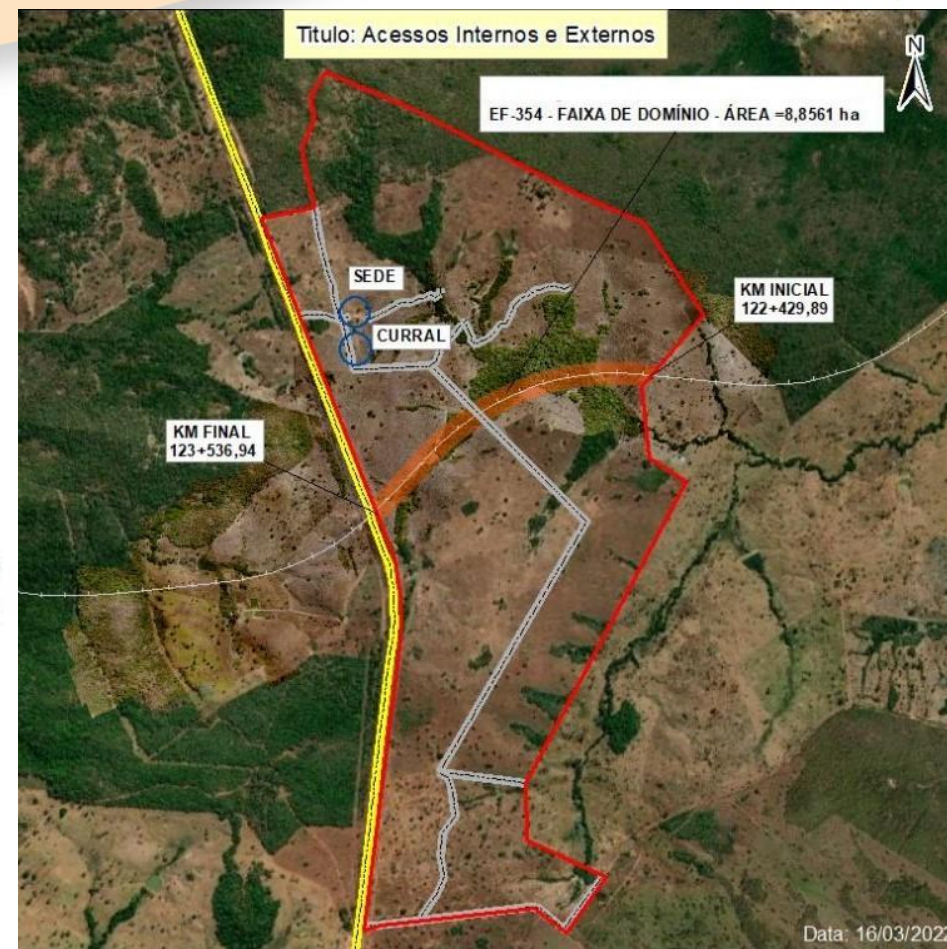 Titulo: Acessos Internos e Externos
N
EF-354 - FAIXA DE DOMÍNIO - ÁREA =8,8561 ha
SEDE
KM INICIAL
122+429,89
CURRAL
KM FINAL
123+536,94
Data: 16/03/202